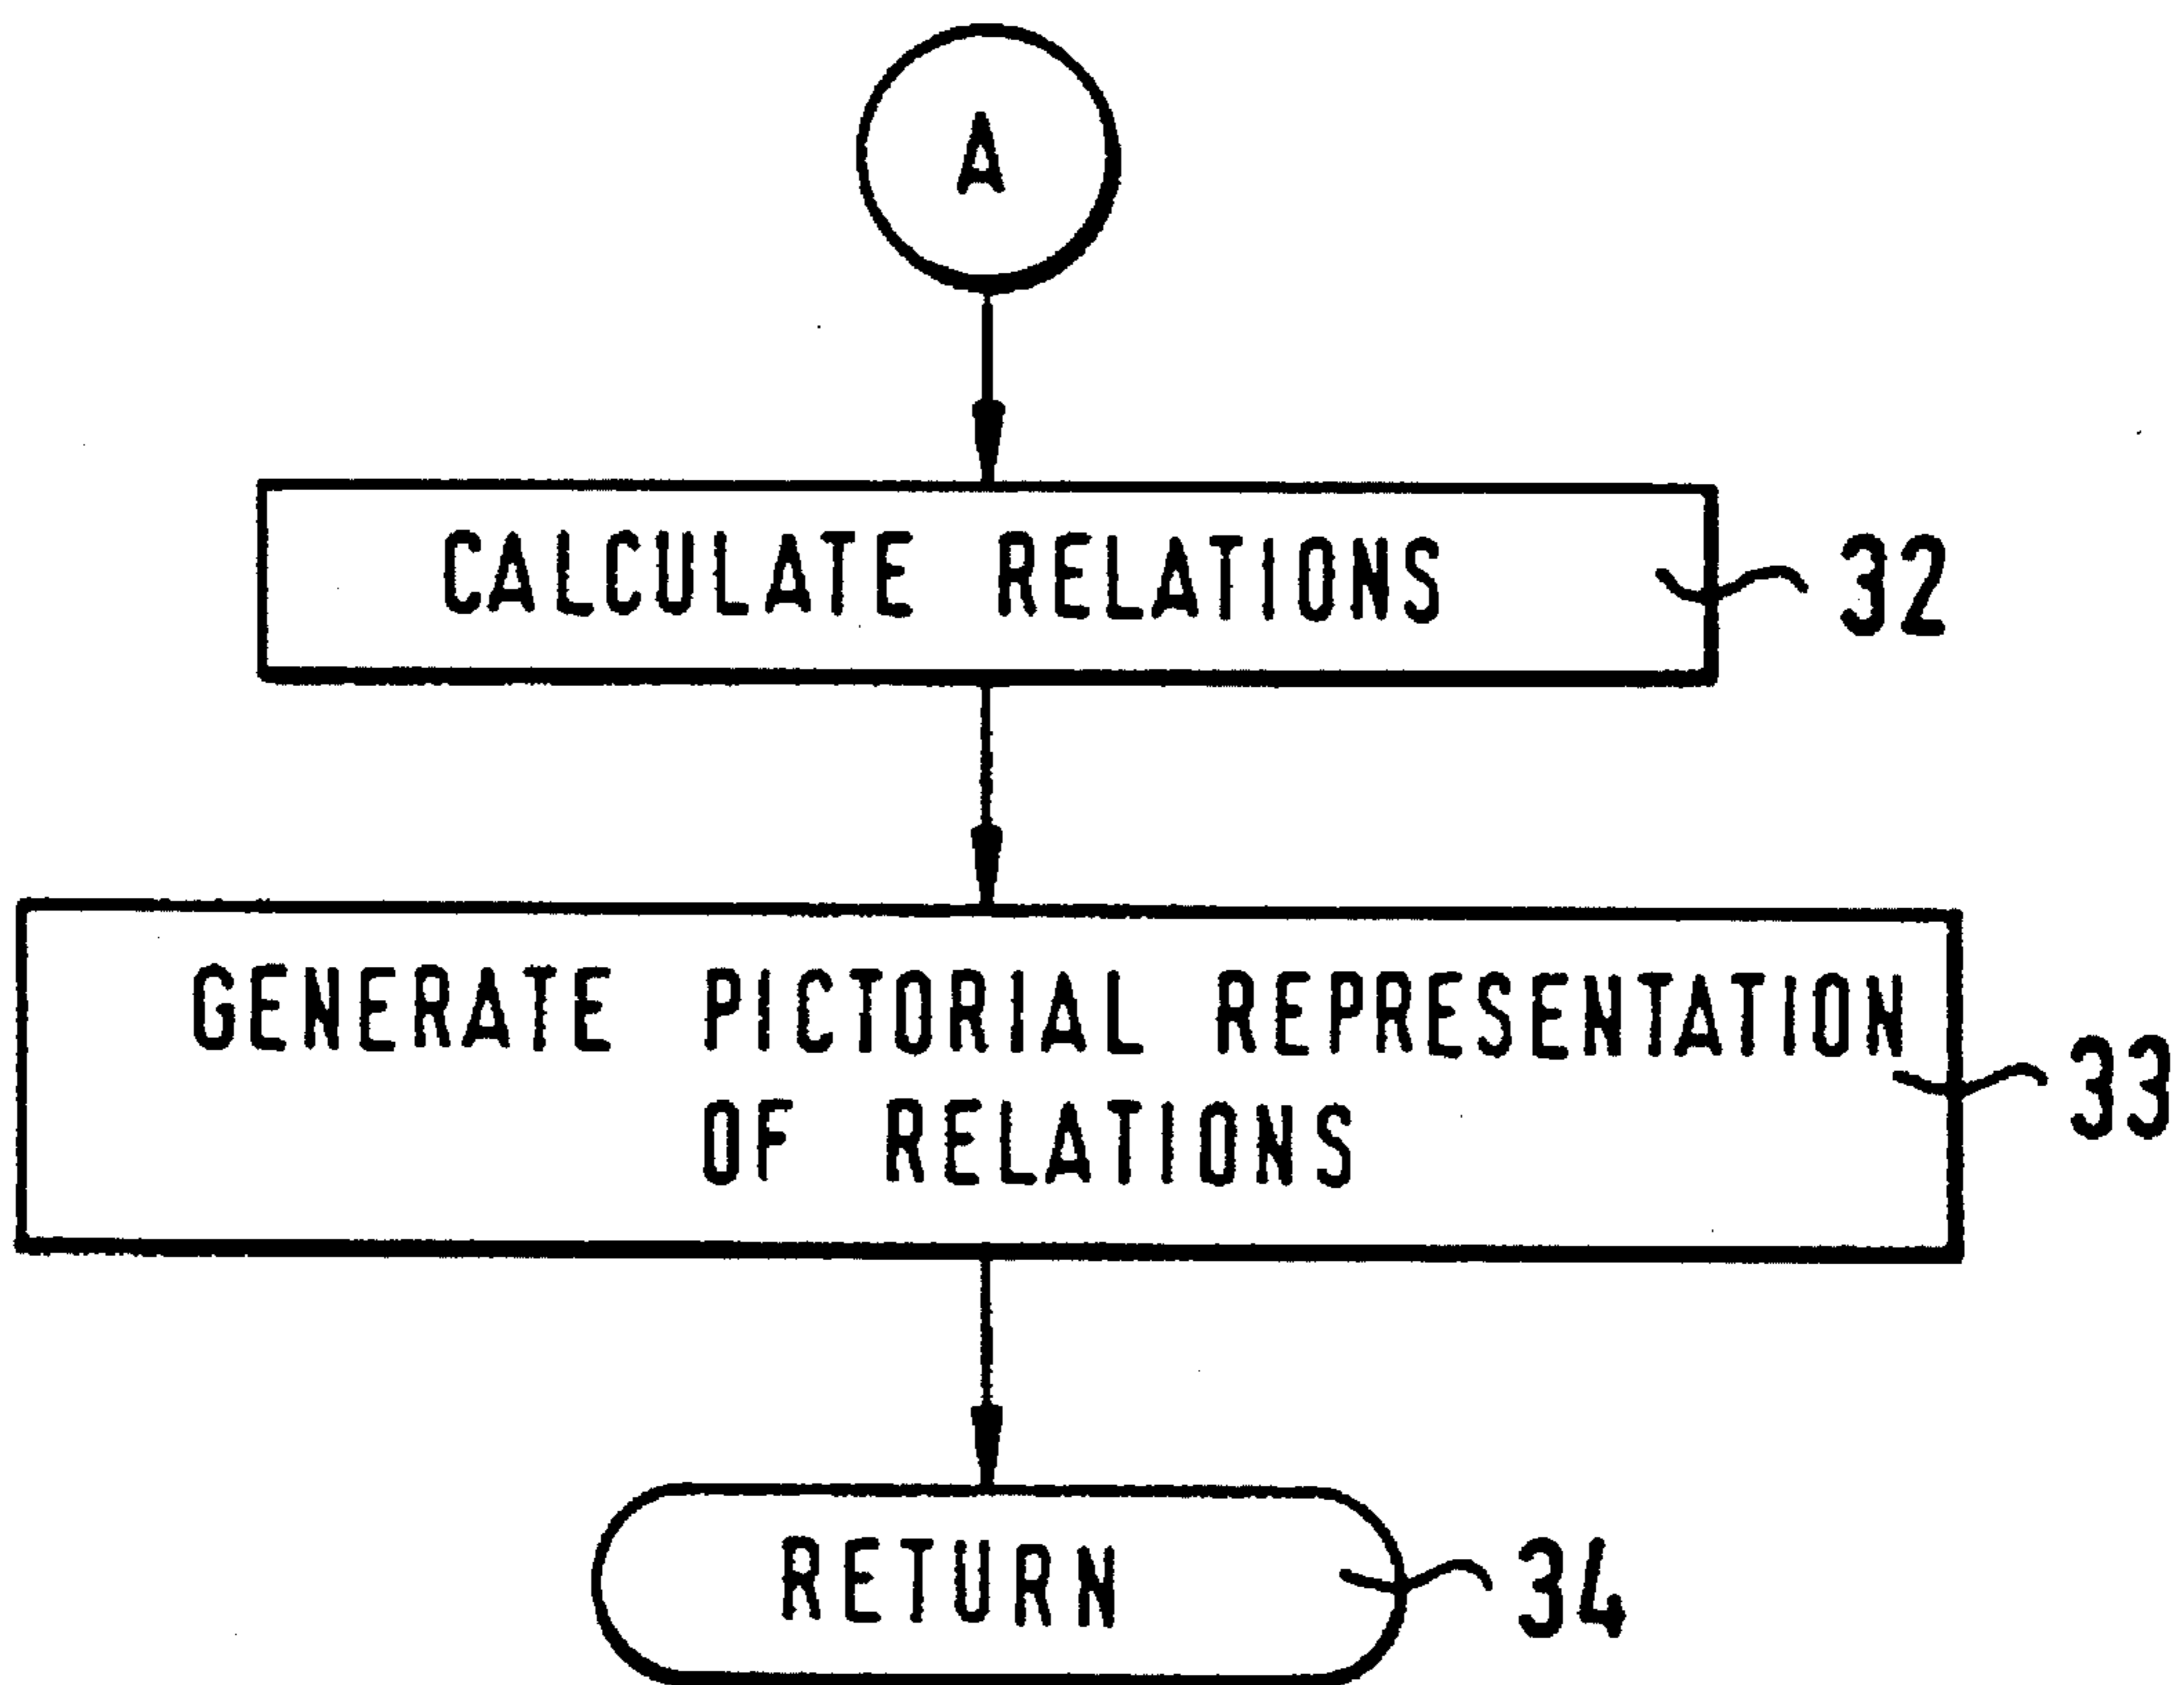 A
CALCULATE RELATIONS
32
GENERATE PICTORIAL REPRESENTATION
OF RELATIONS
33
RETURN
34